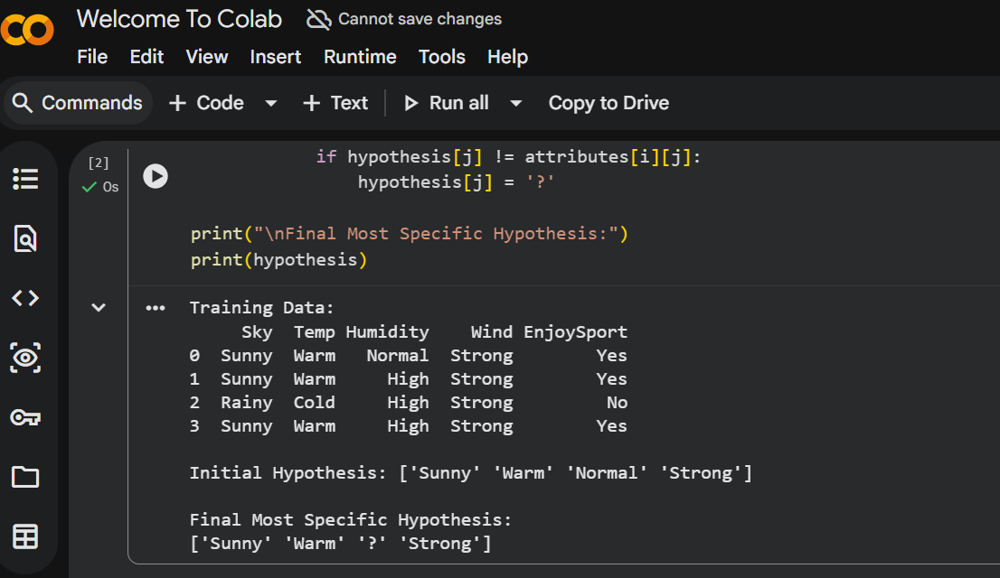 Welcome To Colab Cannot save changes
File Edit View Insert Runtime Tools Help
Commands + Code + Text Run all Copy to Drive
[2]
0s
if hypothesis[j] != attributes[i][j]:
hypothesis[j] = '?'
print("\nFinal Most Specific Hypothesis:")
print(hypothesis)
Training Data:
Sky Temp Humidity Wind EnjoySport
0 Sunny Warm Normal Strong Yes
1 Sunny Warm High Strong Yes
2 Rainy Cold High Strong No
3 Sunny Warm High Strong Yes
Initial Hypothesis: ['Sunny' 'Warm' 'Normal' 'Strong']
Final Most Specific Hypothesis:
['Sunny' 'Warm' '?' 'Strong']